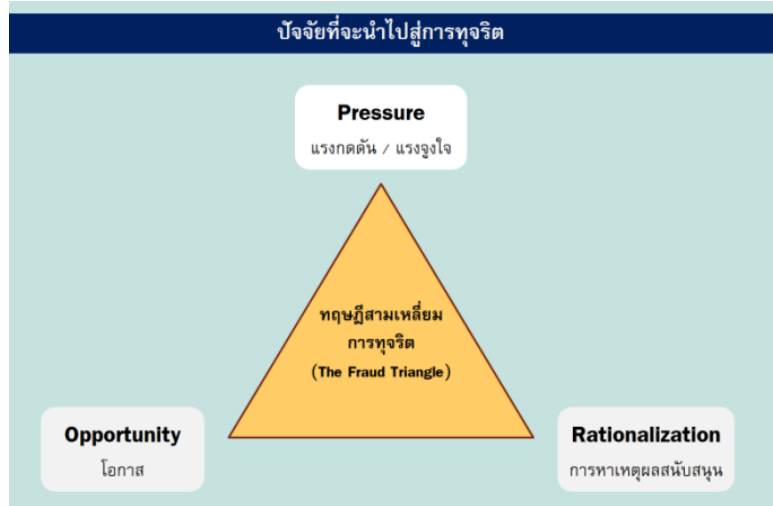 ปัจจัยที่จะนำไปสู่การทุจริต
Pressure
แรงกดดัน / แรงจูงใจ
ทฤษฎีสามเหลี่ยม
การทุจริต
(The Fraud Triangle)
Opportunity
โอกาส
Rationalization
การหาเหตุผลสนับสนุน